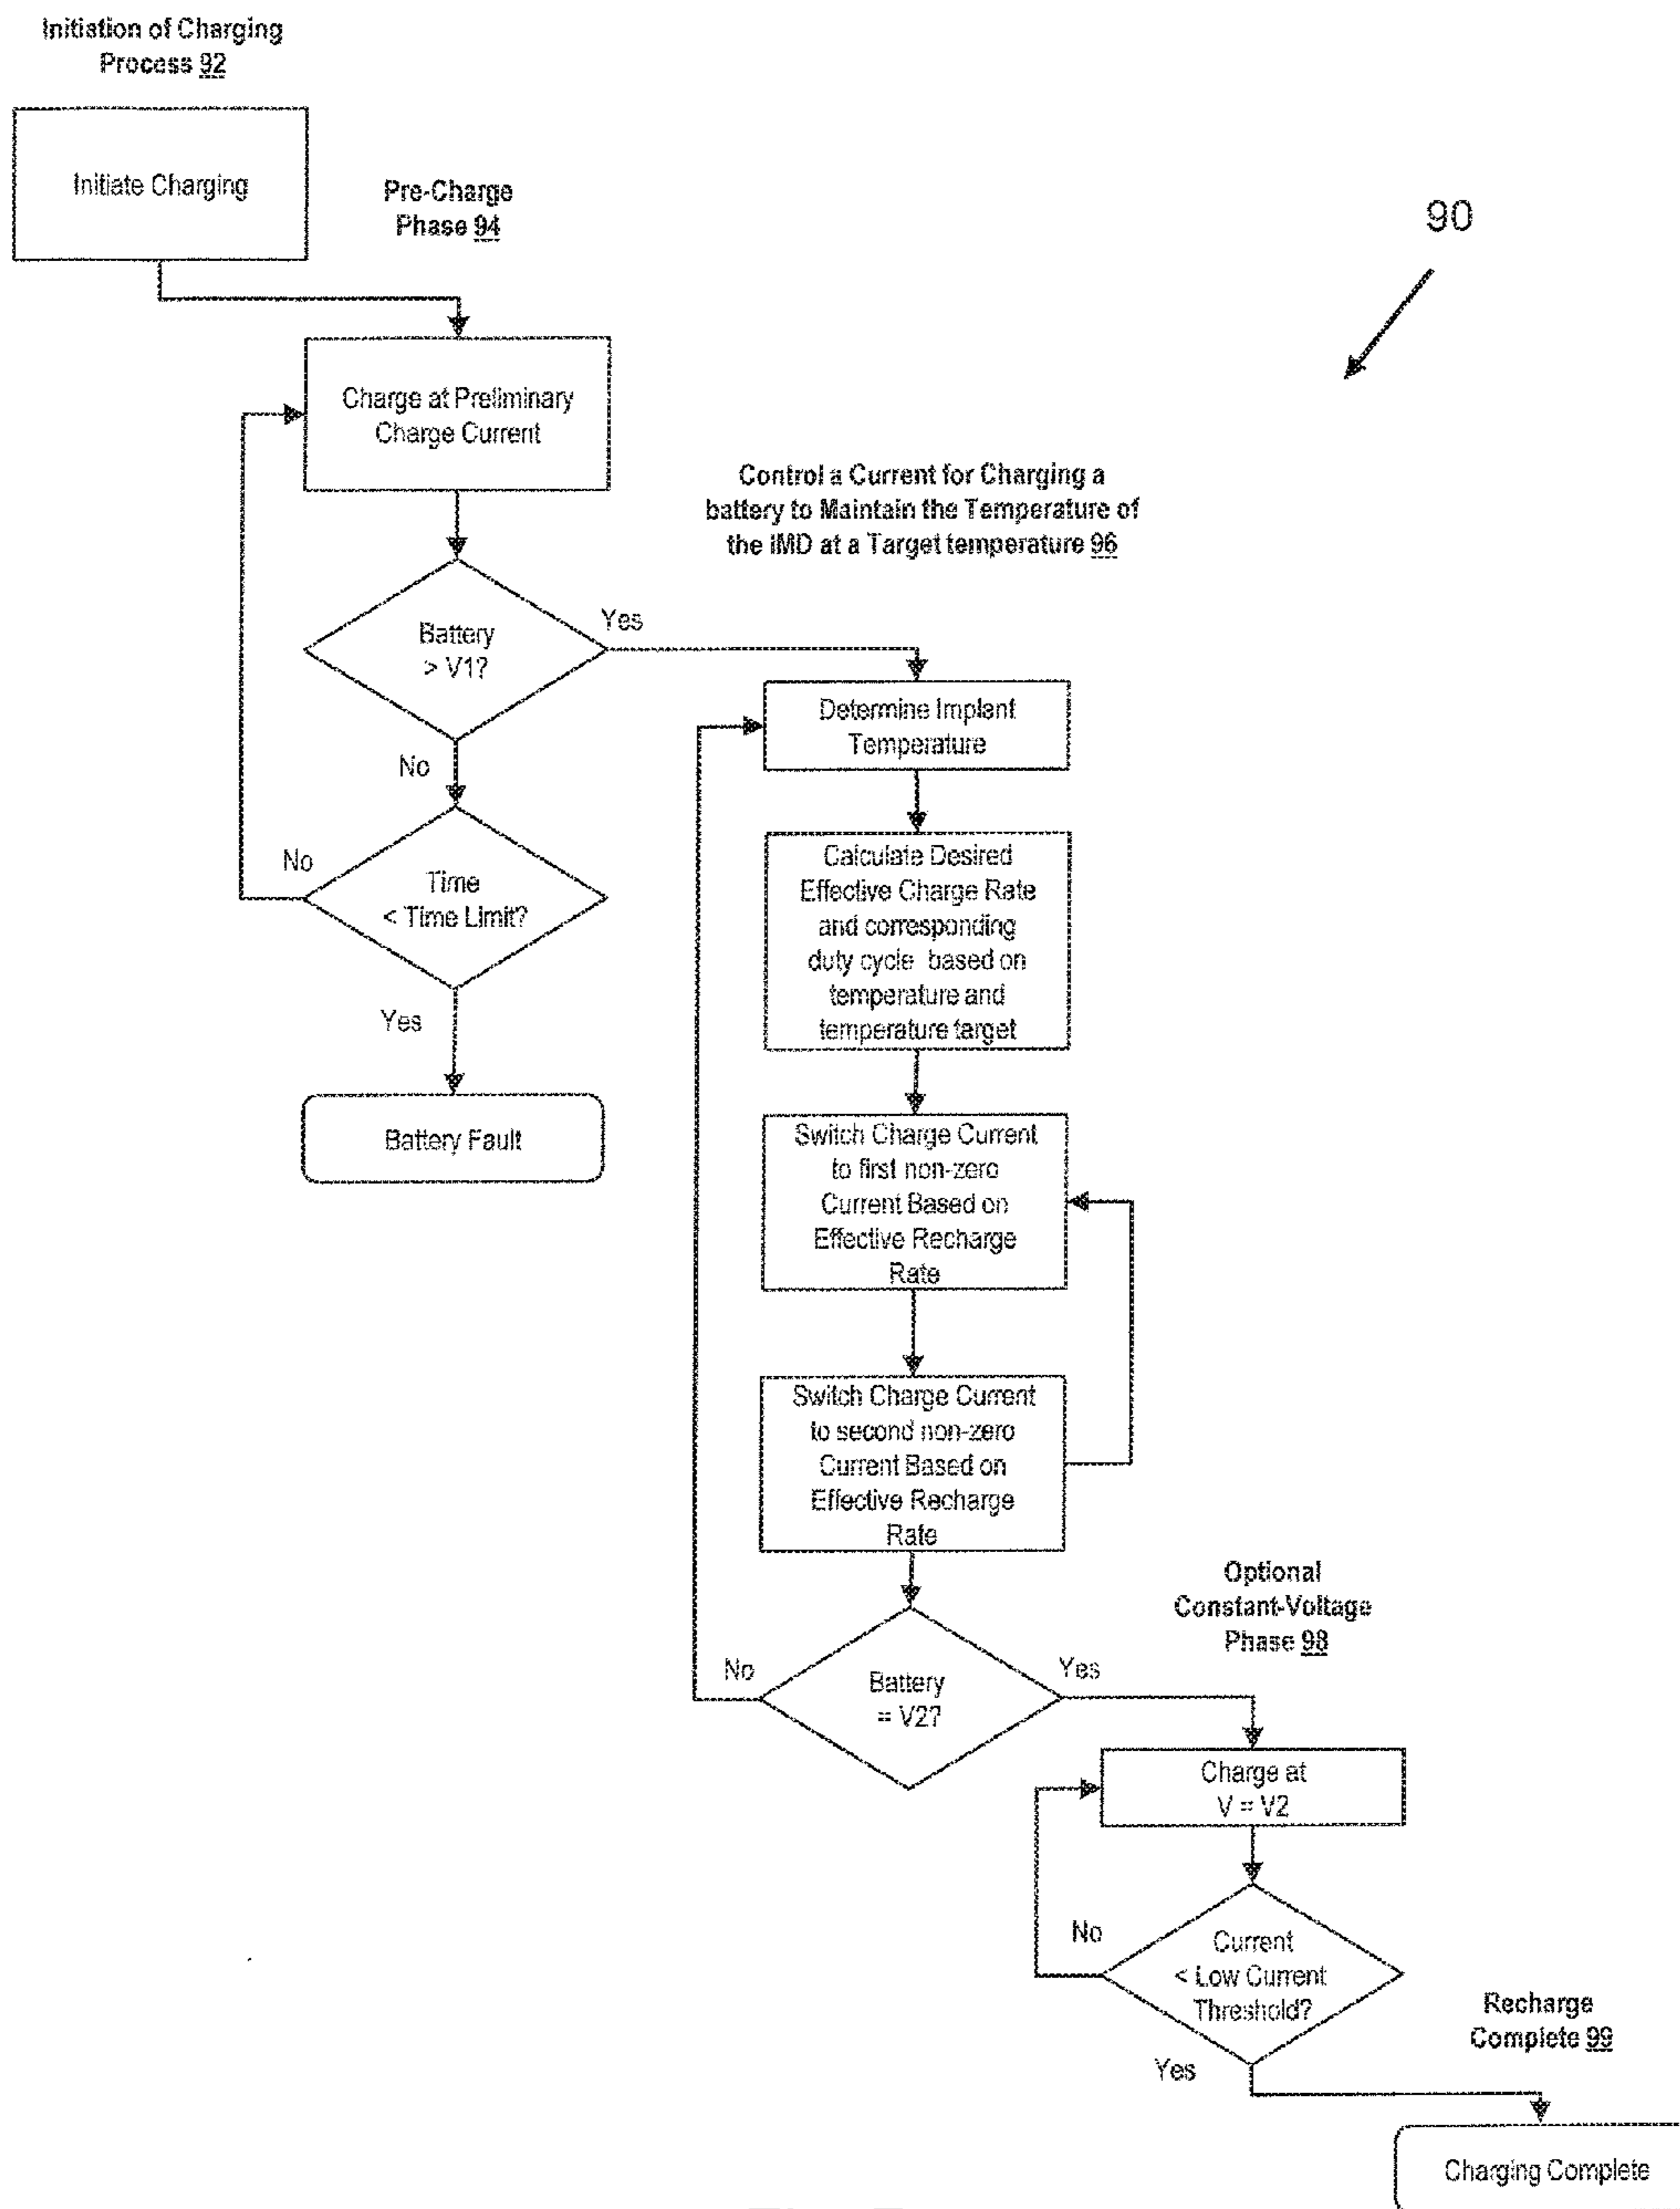 Initiation of Charging
Process 92
Initiate Charging
Pre-Charge
Phase 94
90
Charge at Preliminary
Charge Current
Control a Current for Charging a
battery to Maintain the Temperature of
the IMD at a Target temperature 96
Battery
> V1?
Yes
No
Determine Implant
Temperature
Time
< Time Limit?
No
Yes
Battery Fault
Calculate Desired
Effective Charge Rate
and corresponding
duty cycle based on
temperature and
temperature target
Switch Charge Current
to first non-zero
Current Based on
Effective Recharge
Rate
Switch Charge Current
to second non-zero
Current Based on
Effective Recharge
Rate
Optional
Constant-Voltage
Phase 98
No
Battery
= V2?
Yes
Charge at
V = V2
No
Current
< Low Current
Threshold?
Yes
Recharge
Complete 99
Charging Complete